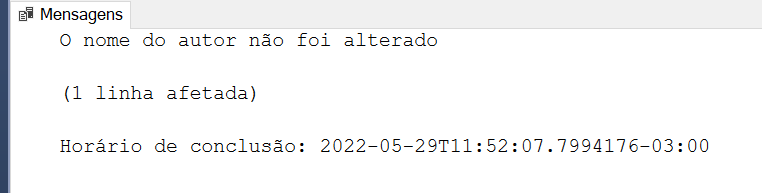 Mensagens
O nome do autor não foi alterado
(1 linha afetada)
Horário de conclusão: 2022-05-29T11:52:07.7994176-03:00